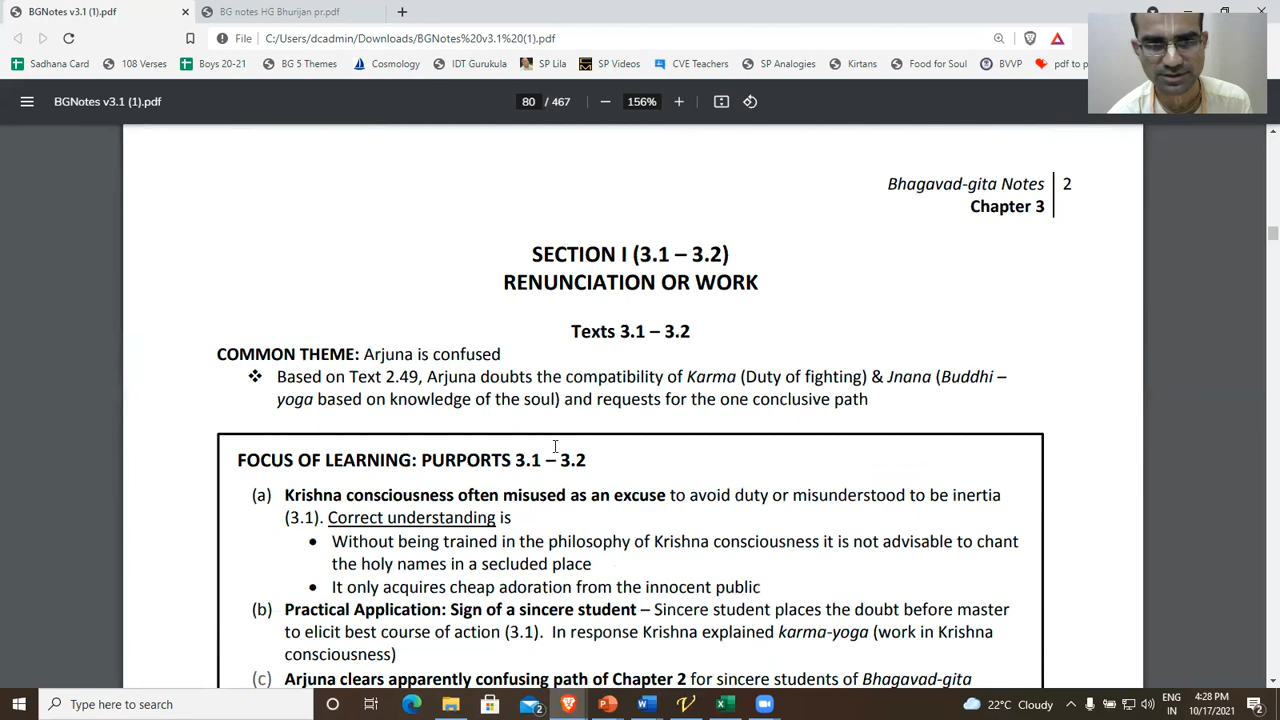 BGNotes v3.1 (1).pdf
BG notes HG Bhurijan pr.pdf
File C:/Users/dcadmin/Downloads/BGNotes%20v3.1%20(1).pdf
Sadhana Card 108 Verses Boys 20-21 BG 5 Themes Cosmology IDT Gurukula SP Lila SP Videos CVE Teachers SP Analogies Kirtans Food for Soul BVVP pdf to p
BGNotes v3.1 (1).pdf 80 / 467 156%
Bhagavad-gita Notes 2
Chapter 3
SECTION I (3.1 – 3.2)
RENUNCIATION OR WORK
Texts 3.1 – 3.2
COMMON THEME: Arjuna is confused
❖ Based on Text 2.49, Arjuna doubts the compatibility of Karma (Duty of fighting) & Jnana (Buddhi –
yoga based on knowledge of the soul) and requests for the one conclusive path
FOCUS OF LEARNING: PURPORTS 3.1 – 3.2
(a) Krishna consciousness often misused as an excuse to avoid duty or misunderstood to be inertia
(3.1). Correct understanding is
• Without being trained in the philosophy of Krishna consciousness it is not advisable to chant
the holy names in a secluded place
• It only acquires cheap adoration from the innocent public
(b) Practical Application: Sign of a sincere student – Sincere student places the doubt before master
to elicit best course of action (3.1). In response Krishna explained karma-yoga (work in Krishna
consciousness)
(c) Arjuna clears apparently confusing path of Chapter 2 for sincere students of Bhagavad-gita
Type here to search
2
22°C Cloudy
ENG
IN
4:28 PM
10/17/2021
2